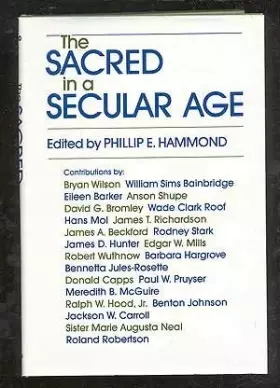 The
SACRED
in a
SECULAR AGE
Edited by PHILLIP E. HAMMOND
Contributions by:
Bryan Wilson William Sims Bainbridge
Eileen Barker Anson Shupe
David G. Bromley Wade Clark Roof
Hans Mol James T. Richardson
James A. Beckford Rodney Stark
James D. Hunter Edgar W. Mills
Robert Wuthnow Barbara Hargrove
Bennetta Jules-Rosette
Donald Capps Paul W. Pruyser
Meredith B. McGuire
Ralph W. Hood, Jr. Benton Johnson
Jackson W. Carroll
Sister Marie Augusta Neal
Roland Robertson
The
SACRED